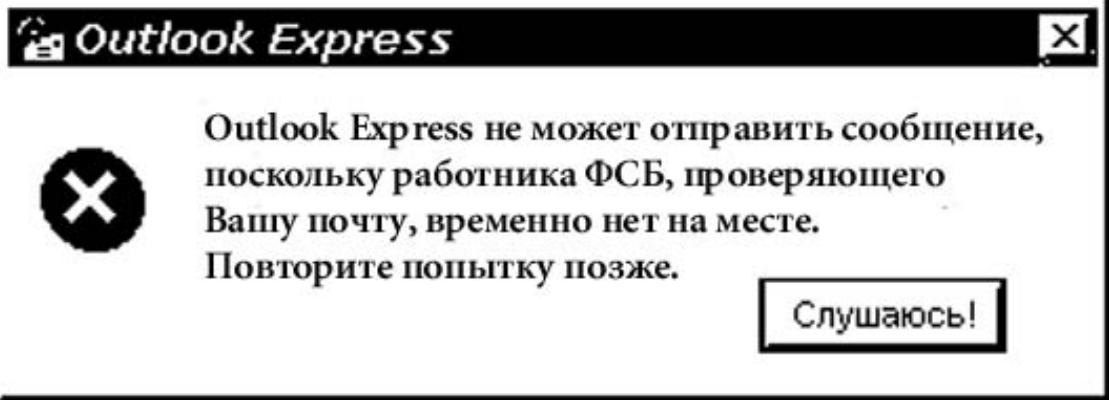 Outlook Express
Outlook Express не может отправить сообщение,
поскольку работника ФСБ, проверяющего
Вашу почту, временно нет на месте.
Повторите попытку позже.
Слушаюсь!